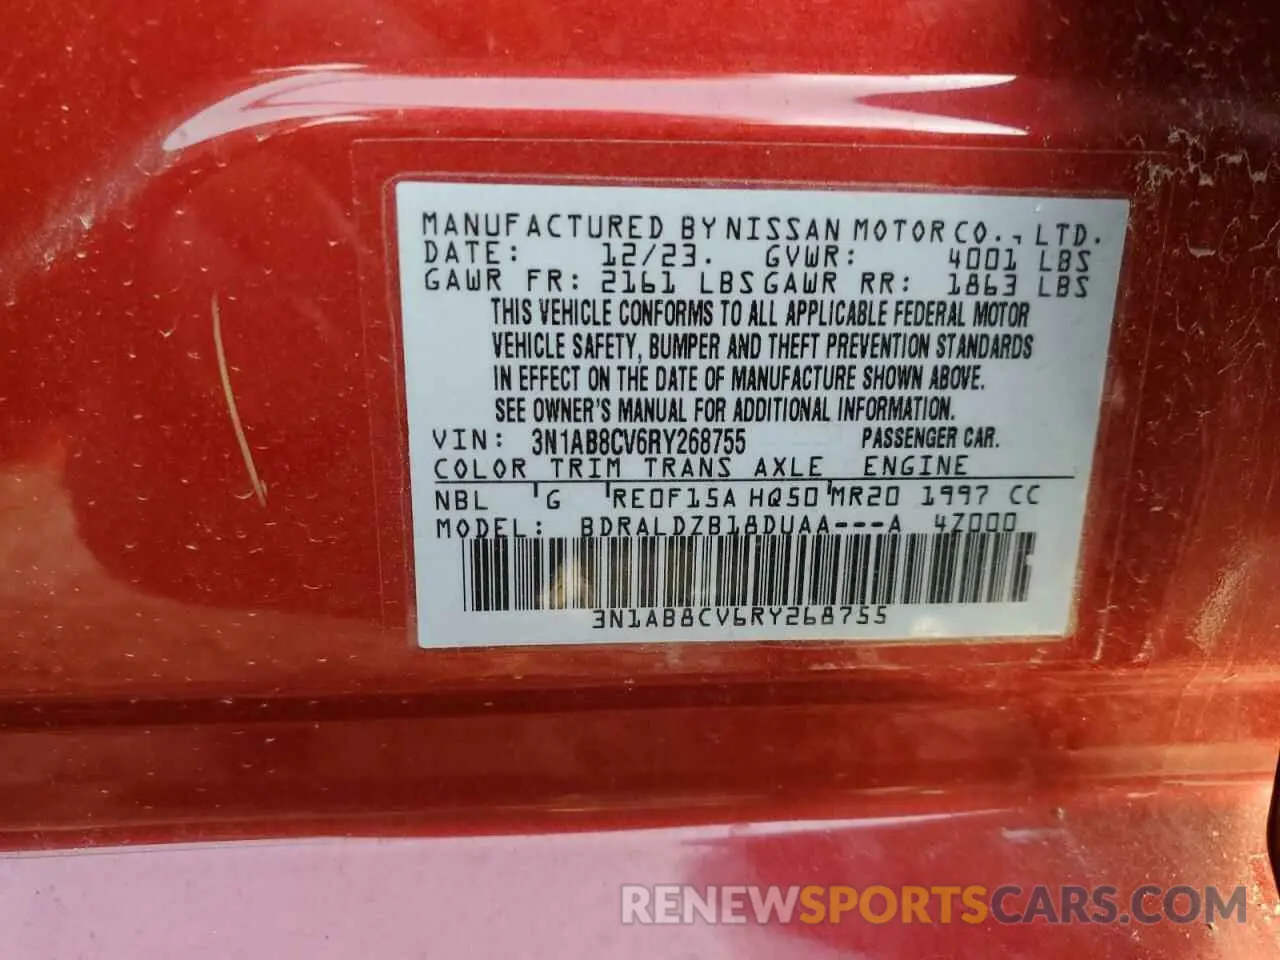 MANUFACTURED BY NISSAN MOTOR CO., LTD.
DATE: 12/23. GVWR: 4001 LBS
GAWR FR: 2161 LBS GAWR RR: 1863 LBS
THIS VEHICLE CONFORMS TO ALL APPLICABLE FEDERAL MOTOR
VEHICLE SAFETY, BUMPER AND THEFT PREVENTION STANDARDS
IN EFFECT ON THE DATE OF MANUFACTURE SHOWN ABOVE.
SEE OWNER'S MANUAL FOR ADDITIONAL INFORMATION.
VIN: 3N1AB8CV6RY268755 PASSENGER CAR.
COLOR TRIM TRANS AXLE ENGINE
NBL G RE0F15A HQ50 MR20 1997 CC
MODEL: BDRALDZB18DUAA---A 4Z000
3N1AB8CV6RY268755
RENEWSPORTSCARS.COM